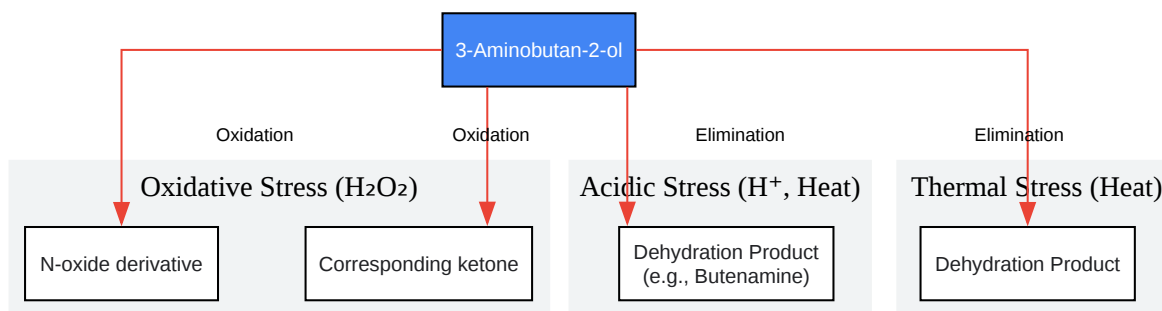 3-Aminobutan-2-ol
Oxidation
Oxidation
Elimination
Elimination
Oxidative Stress (H₂O₂)
Acidic Stress (H⁺, Heat)
Thermal Stress (Heat)
N-oxide derivative
Corresponding ketone
Dehydration Product
(e.g., Butenamine)
Dehydration Product